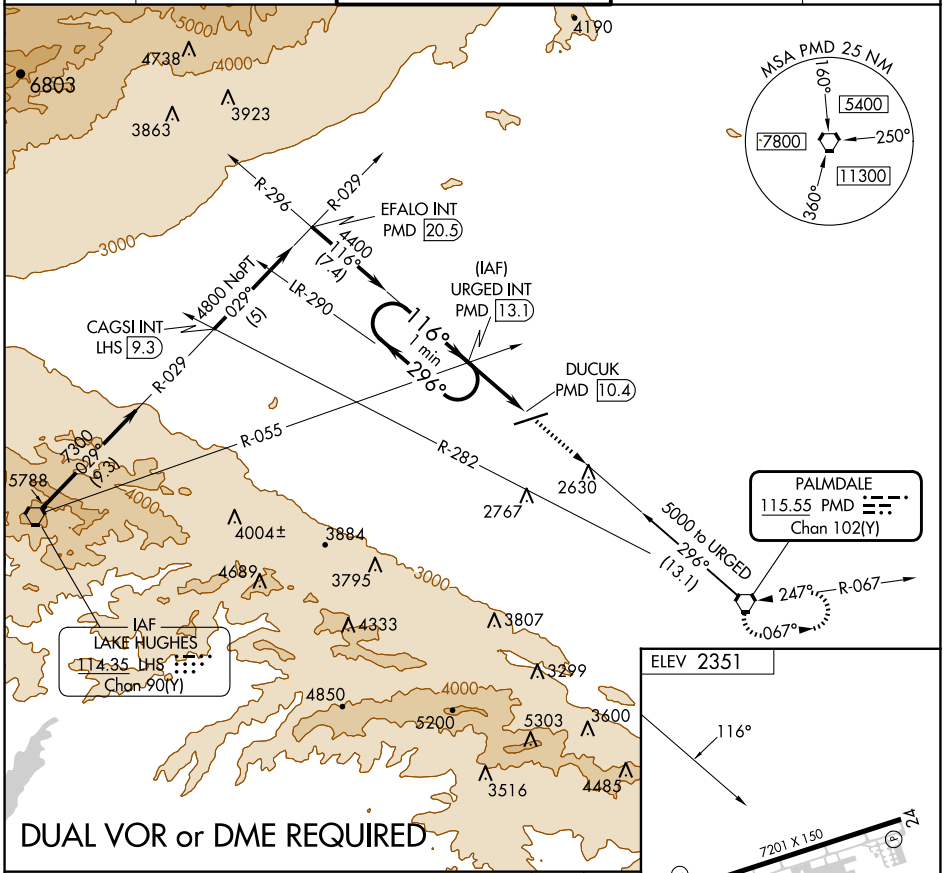 5000
4190
4738
4000
6803
3863
3923
MSA PMD 25 NM
160°
5400
7800
250°
11300
360°
R-296
R-029
EFALO INT
PMD 20.5
3000
4400
116°
(7.4)
(IAF)
URGED INT
PMD 13.1
4800 NoPT
029°
(5)
LR-290
CAGSI INT
LHS 9.3
116°
1 min
296°
DUCUK
PMD 10.4
R-029
R-055
R-282
7300
029°
(9.3)
5788
4000
2630
2767
PALMDALE
115.55 PMD
Chan 102(Y)
5000 to URGED
296°
(13.1)
4004±
3884
4689
3795
3000
247°
R-067
067°
IAF
LAKE HUGHES
114.35 LHS
Chan 90(Y)
4333
3807
3299
ELEV 2351
4850
4000
5200
5303
3600
3516
4485
116°
7201 X 150
24
P
DUAL VOR or DME REQUIRED